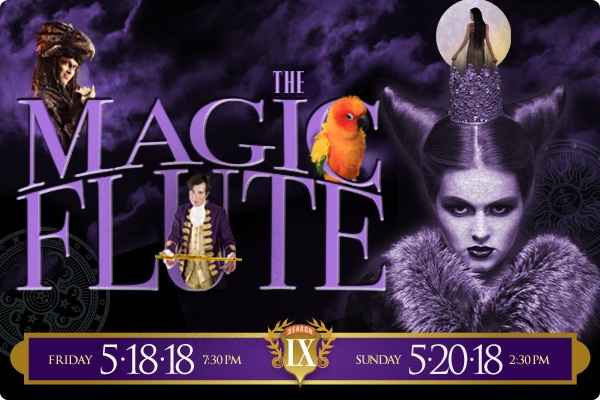 THE
MAGIC
FLUTE
FRIDAY 5·18·18 7:30 PM
SEASON
IX
SUNDAY 5·20·18 2:30 PM